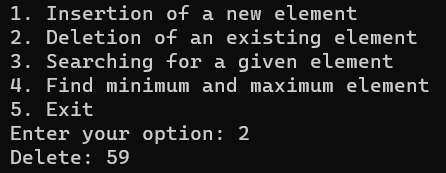 1. Insertion of a new element
2. Deletion of an existing element
3. Searching for a given element
4. Find minimum and maximum element
5. Exit
Enter your option: 2
Delete: 59